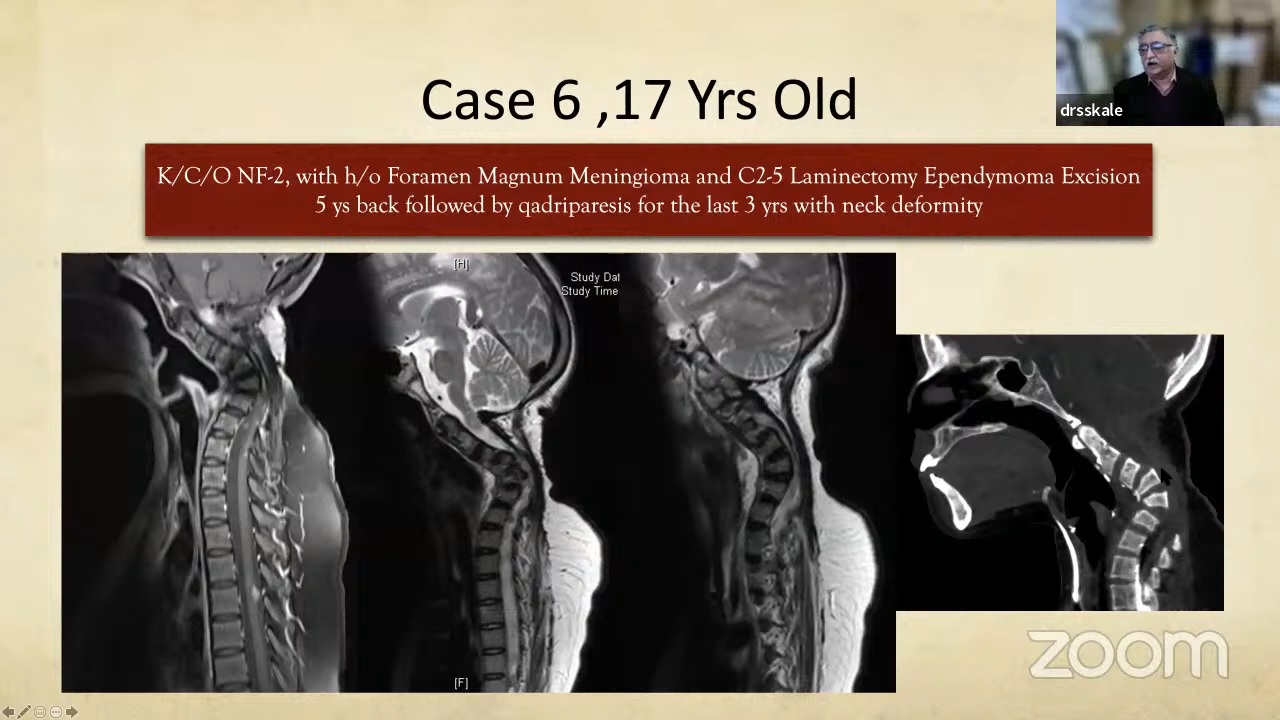 drsskale
Case 6 ,17 Yrs Old
K/C/O NF-2, with h/o Foramen Magnum Meningioma and C2-5 Laminectomy Ependymoma Excision
5 ys back followed by qadriparesis for the last 3 yrs with neck deformity
[H]
Study Dat
Study Time
[F]
zoom